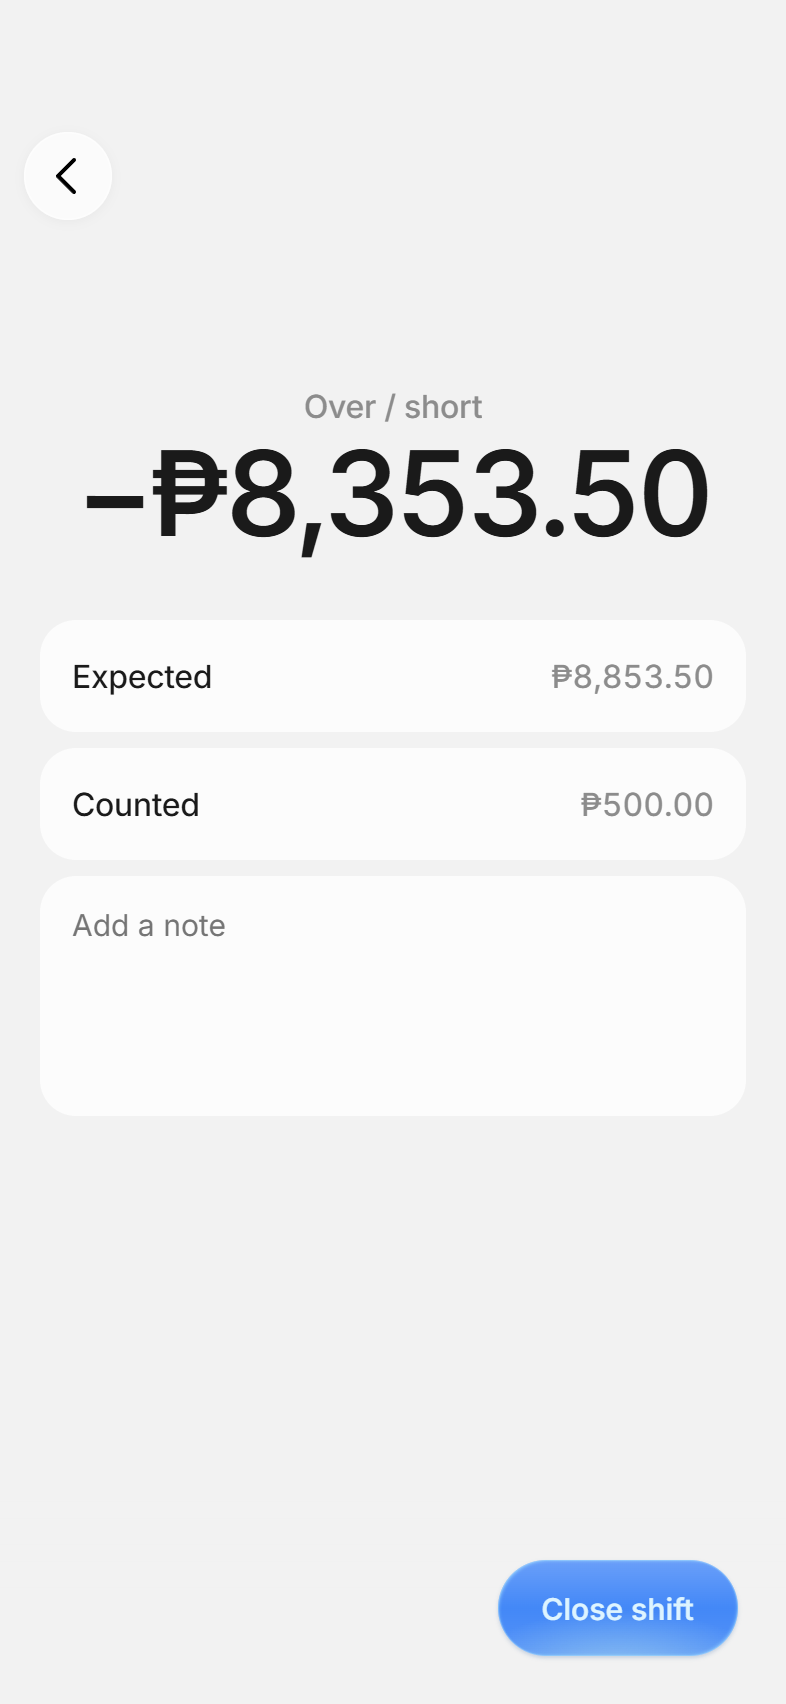 Over / short
–₱8,353.50
Expected ₱8,853.50
Counted ₱500.00
Add a note
Close shift